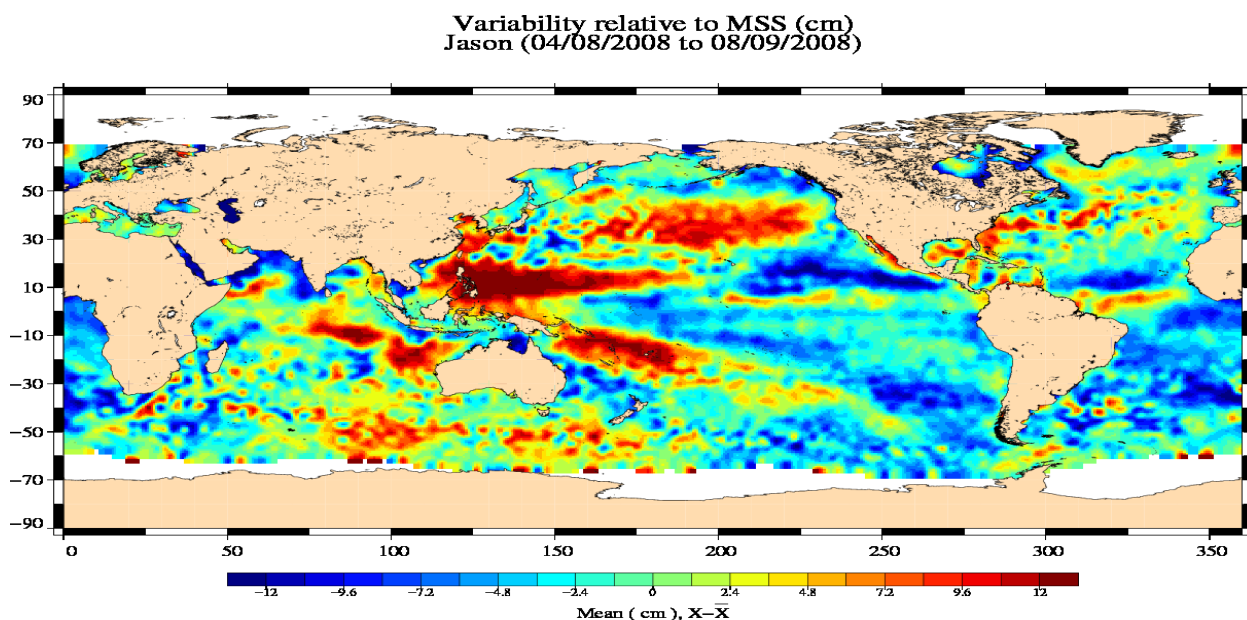 Variability relative to MSS (cm)
Jason (04/08/2008 to 08/09/2008)
90
70
50
30
10
−10
−30
−50
−70
−90
0 50 100 150 200 250 300 350
−12 −9.6 −7.2 −4.8 −2.4 0 2.4 4.8 7.2 9.6 12
Mean ( cm ), X−X̄